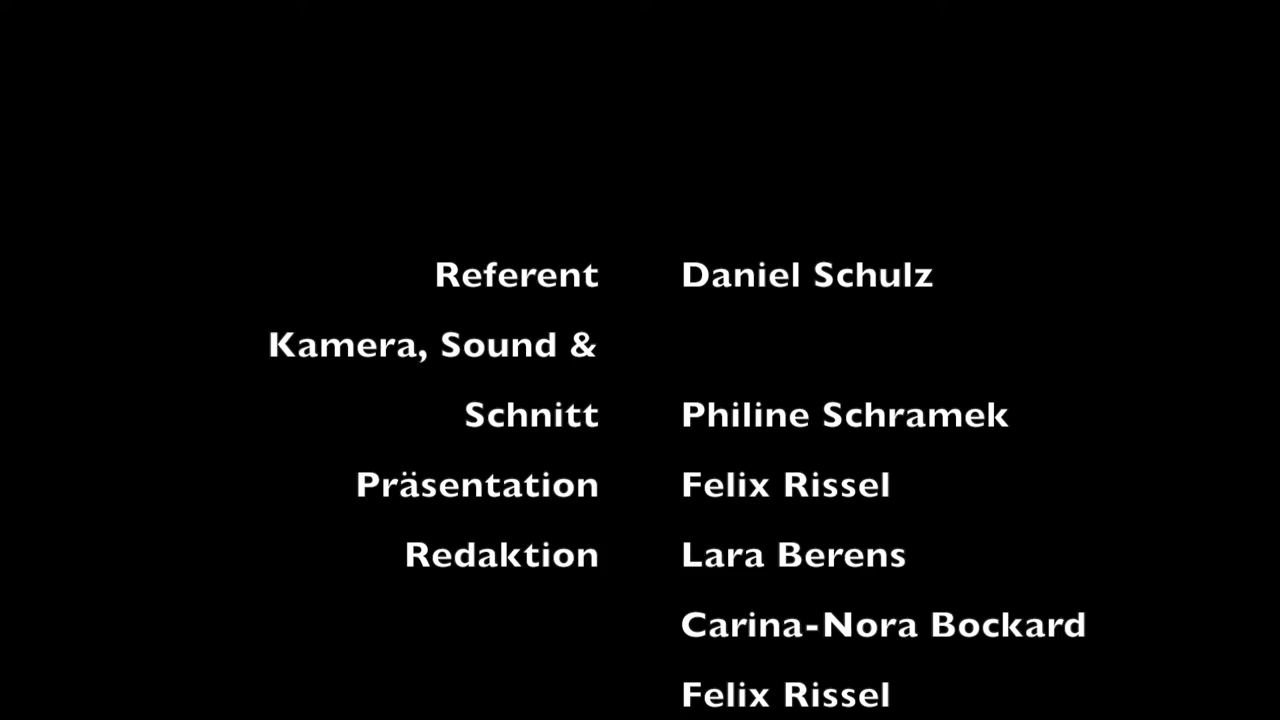 Referent Daniel Schulz
Kamera, Sound &
Schnitt Philine Schramek
Präsentation Felix Rissel
Redaktion Lara Berens
Carina-Nora Bockard
Felix Rissel